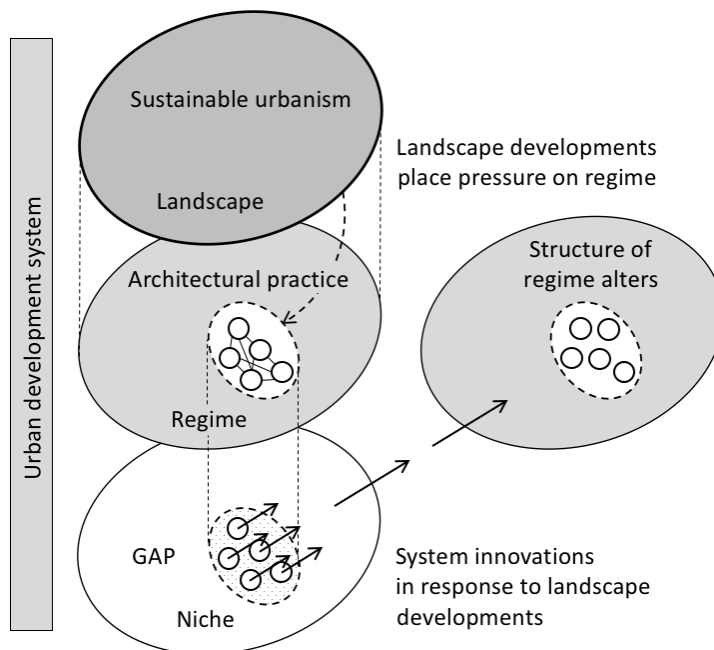 Urban development system
Sustainable urbanism
Landscape
Landscape developments
place pressure on regime
Architectural practice
Regime
Structure of
regime alters
GAP
Niche
System innovations
in response to landscape
developments